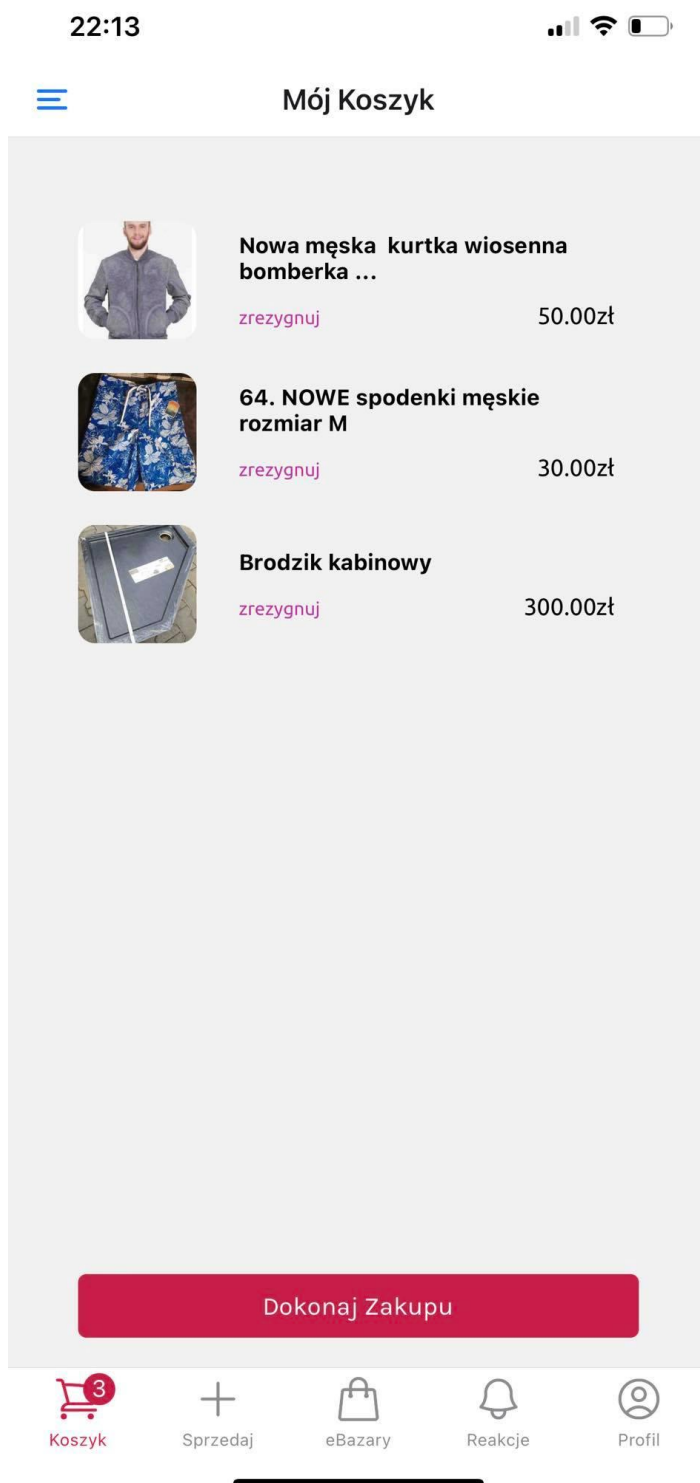 22:13
Mój Koszyk
Nowa męska  kurtka wiosenna
bomberka ...
zrezygnuj
50.00zł
64. NOWE spodenki męskie
rozmiar M
zrezygnuj
30.00zł
Brodzik kabinowy
zrezygnuj
300.00zł
Dokonaj Zakupu
3
Koszyk
Sprzedaj
eBazary
Reakcje
Profil